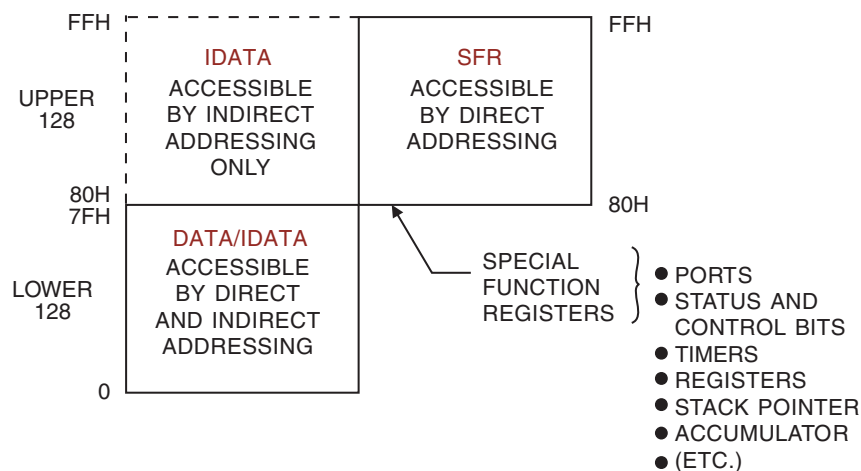 FFH
UPPER
128
80H
7FH
LOWER
128
0
IDATA
ACCESSIBLE
BY INDIRECT
ADDRESSING
ONLY
SFR
ACCESSIBLE
BY DIRECT
ADDRESSING
FFH
80H
DATA/IDATA
ACCESSIBLE
BY DIRECT
AND INDIRECT
ADDRESSING
SPECIAL
FUNCTION
REGISTERS
● PORTS
● STATUS AND
CONTROL BITS
● TIMERS
● REGISTERS
● STACK POINTER
● ACCUMULATOR
● (ETC.)